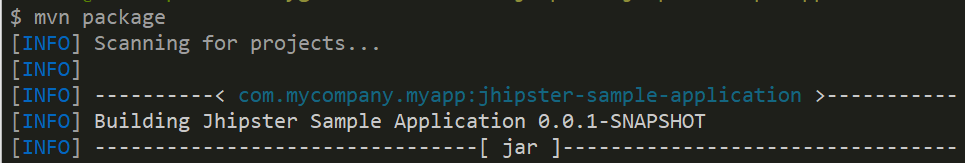 $ mvn package
[INFO] Scanning for projects...
[INFO]
[INFO] ----------< com.mycompany.myapp:jhipster-sample-application >-----------
[INFO] Building Jhipster Sample Application 0.0.1-SNAPSHOT
[INFO] --------------------------------[ jar ]---------------------------------